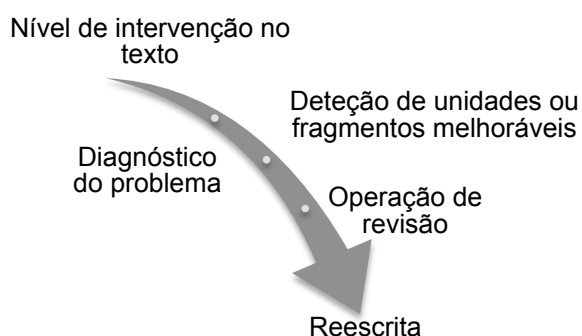 Nível de intervenção no
texto
Deteção de unidades ou
fragmentos melhoráveis
Diagnóstico
do problema
Operação de
revisão
Reescrita